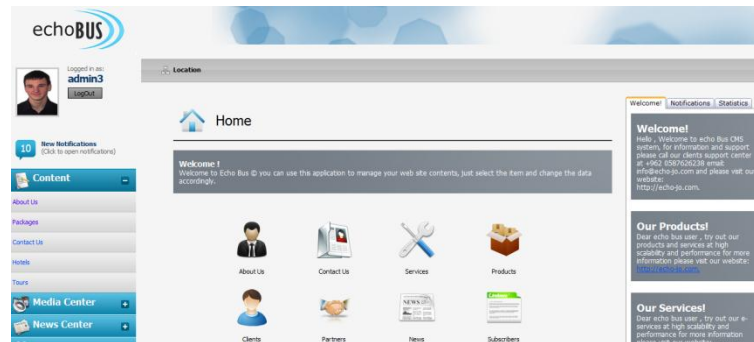 echoBUS
Logged in as:
admin3
LogOut
10
New Notifications
(Click to open notifications)
Content
About Us
Packages
Contact Us
Hotels
Tours
Media Center
News Center
Location
Home
Welcome !
Welcome to Echo Bus © you can use this application to manage your web site contents, just select the item and change the data
accordingly.
About Us
Contact Us
Services
Products
NEWS
Clients
Partners
News
Subscribers
Welcome!
Notifications
Statistics
Welcome!
Hello , Welcome to echo Bus CMS
system, for information and support
please call our clients support center
at +962 0587626238 email:
info@echo-jo.com and please visit our
website:
http://echo-jo.com.
Our Products!
Dear echo bus user , try out our
products and services at high
scalability and performance for more
information please visit our website:
http://echo-jo.com.
Our Services!
Dear echo bus user , try out our e-
services at high scalability and
performance for more information
please visit our website: